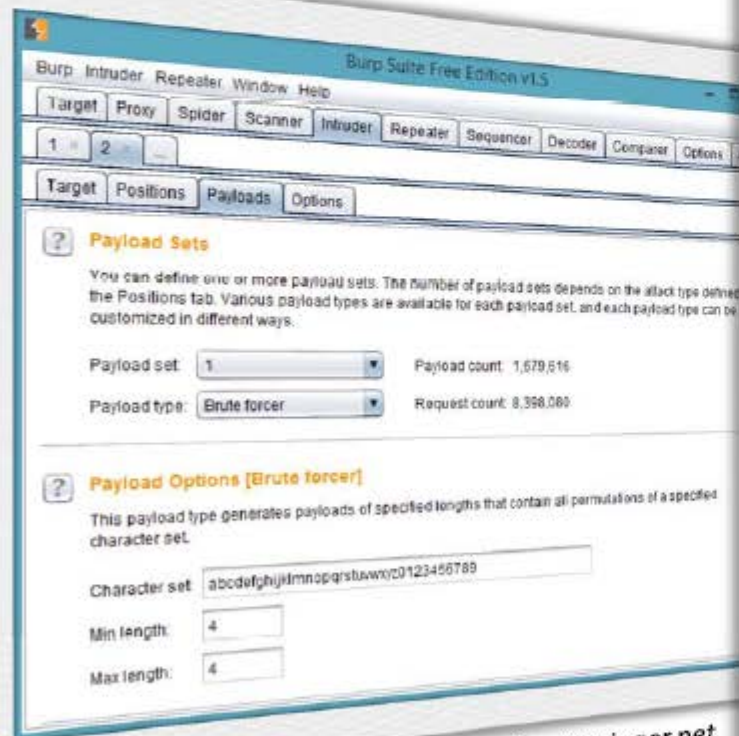 Burp Suite Free Edition v1.5
Burp Intruder Repeater Window Help
Target Proxy Spider Scanner Intruder Repeater Sequencer Decoder Comparer Options
1 × 2 × ...
Target Positions Payloads Options
? Payload Sets
You can define one or more payload sets. The number of payload sets depends on the attack type defined
the Positions tab. Various payload types are available for each payload set, and each payload type can be
customized in different ways.
Payload set: 1 Payload count: 1,679,616
Payload type: Brute forcer Request count: 8,398,080
? Payload Options [Brute forcer]
This payload type generates payloads of specified lengths that contain all permutations of a specified
character set.
Character set: abcdefghijklmnopqrstuvwxyz0123456789
Min length: 4
Max length: 4